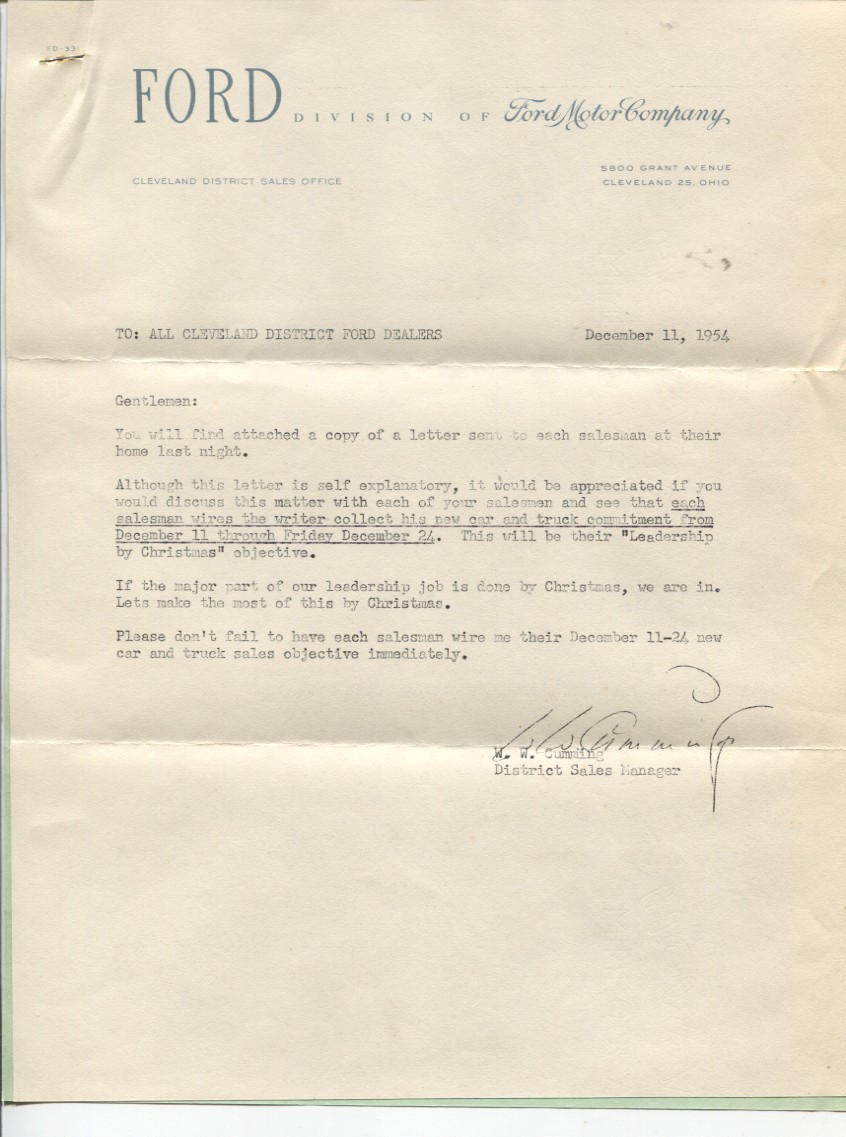 FD-33
FORD DIVISION OF Ford Motor Company
CLEVELAND DISTRICT SALES OFFICE
5800 GRANT AVENUE
CLEVELAND 25, OHIO
TO: ALL CLEVELAND DISTRICT FORD DEALERS December 11, 1954
Gentlemen:
You will find attached a copy of a letter sent to each salesman at their
home last night.
Although this letter is self explanatory, it would be appreciated if you
would discuss this matter with each of your salesmen and see that each
salesman wires the writer collect his new car and truck commitment from
December 11 through Friday December 24. This will be their "Leadership
by Christmas" objective.
If the major part of our leadership job is done by Christmas, we are in.
Lets make the most of this by Christmas.
Please don't fail to have each salesman wire me their December 11-24 new
car and truck sales objective immediately.
W W Cumming
W. W. Cumming
District Sales Manager